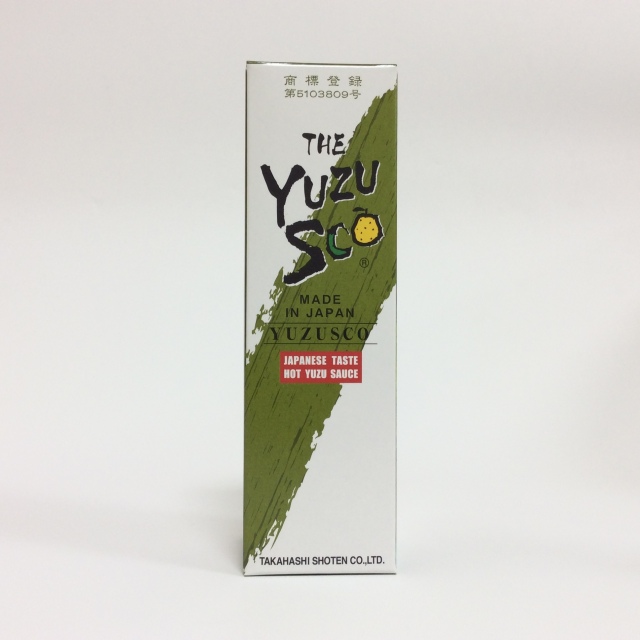 商標登録
第5103809号
THE
YUZU
SCO
®
MADE
IN JAPAN
YUZUSCO
JAPANESE TASTE
HOT YUZU SAUCE
TAKAHASHI SHOTEN CO.,LTD.